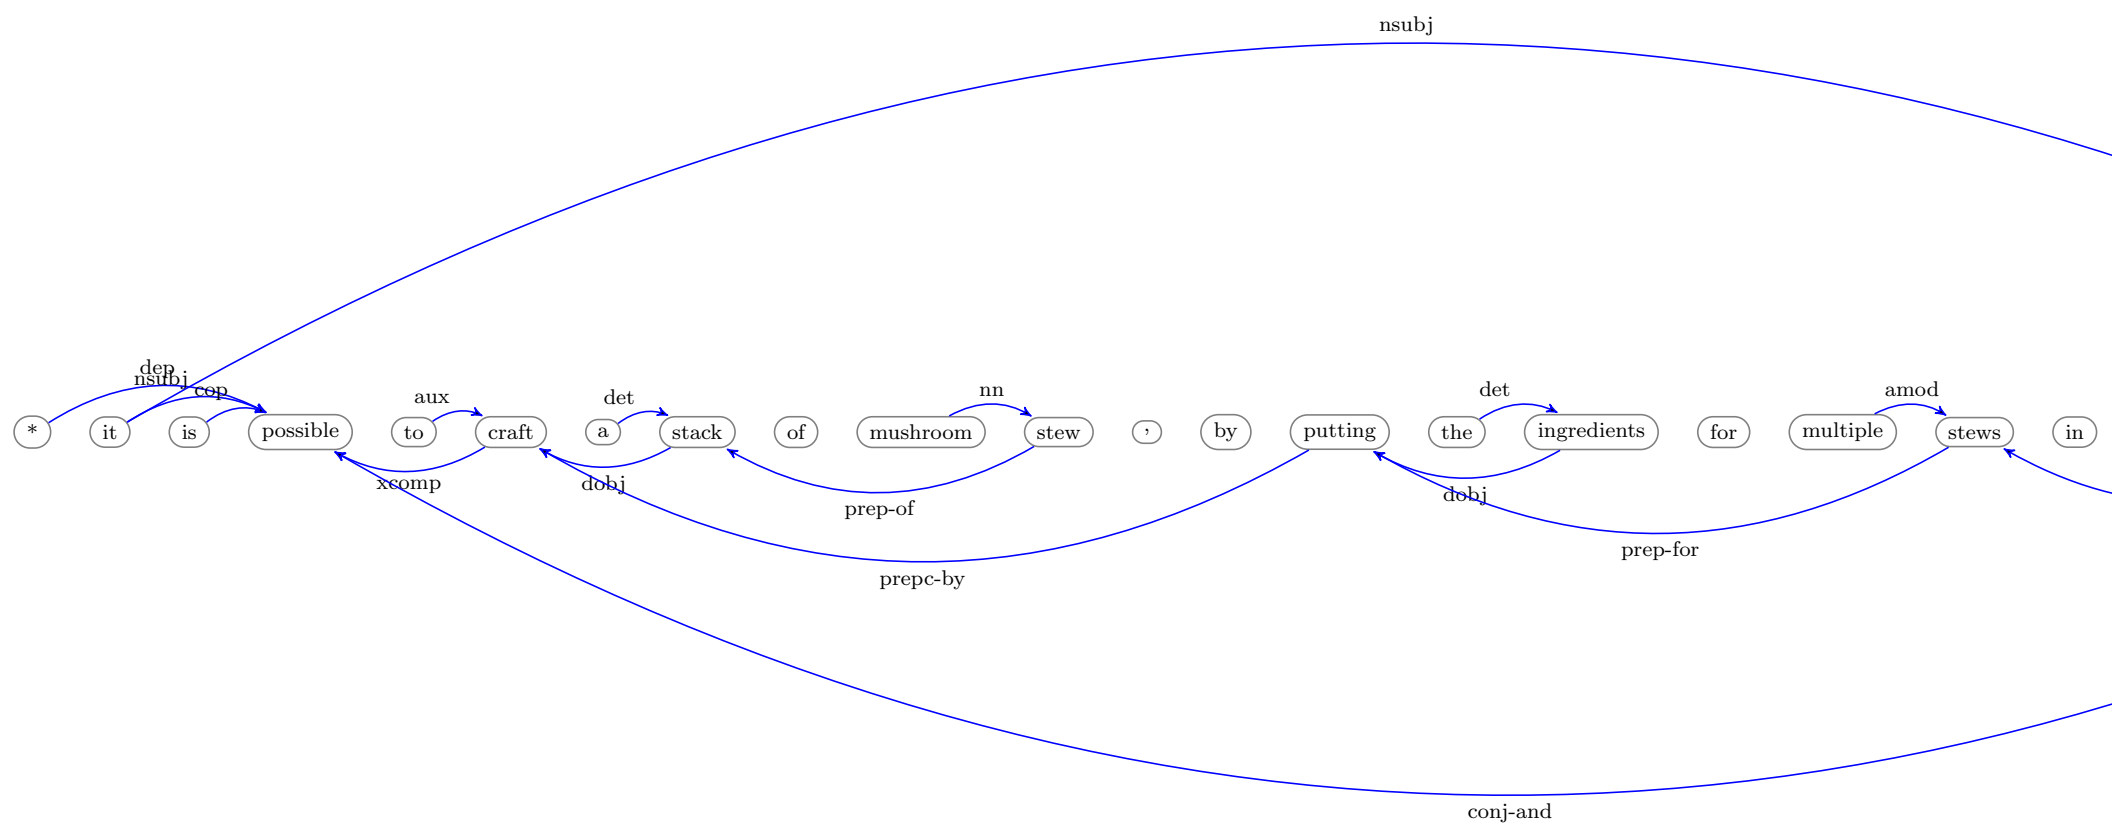 nsubj
dep
nsubj cop
aux det nn det amod
* it is possible to craft a stack of mushroom stew , by putting the ingredients for multiple stews in
xcomp dobj prep-of dobj
prepc-by prep-for
conj-and